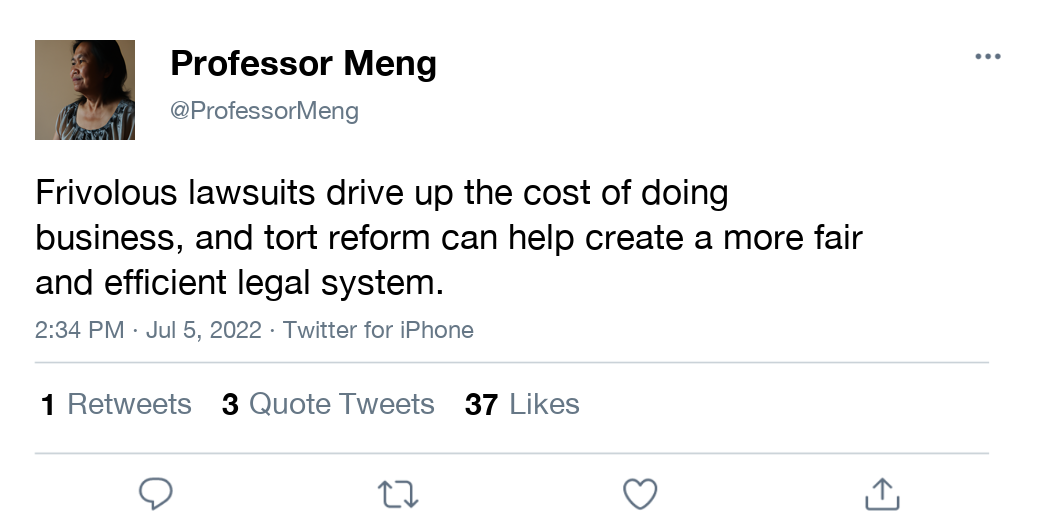 Professor Meng
@ProfessorMeng
Frivolous lawsuits drive up the cost of doing
business, and tort reform can help create a more fair
and efficient legal system.
2:34 PM · Jul 5, 2022 · Twitter for iPhone
1 Retweets 3 Quote Tweets 37 Likes